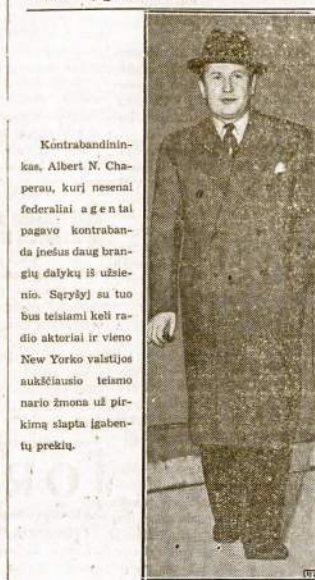 Kontrabandinin-
kas, Albert N. Cha-
perau, kurį nesenai
federaliai agentai
pagavo kontraban-
da įnešus daug bran-
gių dalykų iš užsie-
nio. Sąryšyj su tuo
bus teisiami keli ra-
dio aktoriai ir vieno
New Yorko valstijos
aukščiausio teismo
nario žmona už pir-
kimą slapta įgaben-
tų prekių.